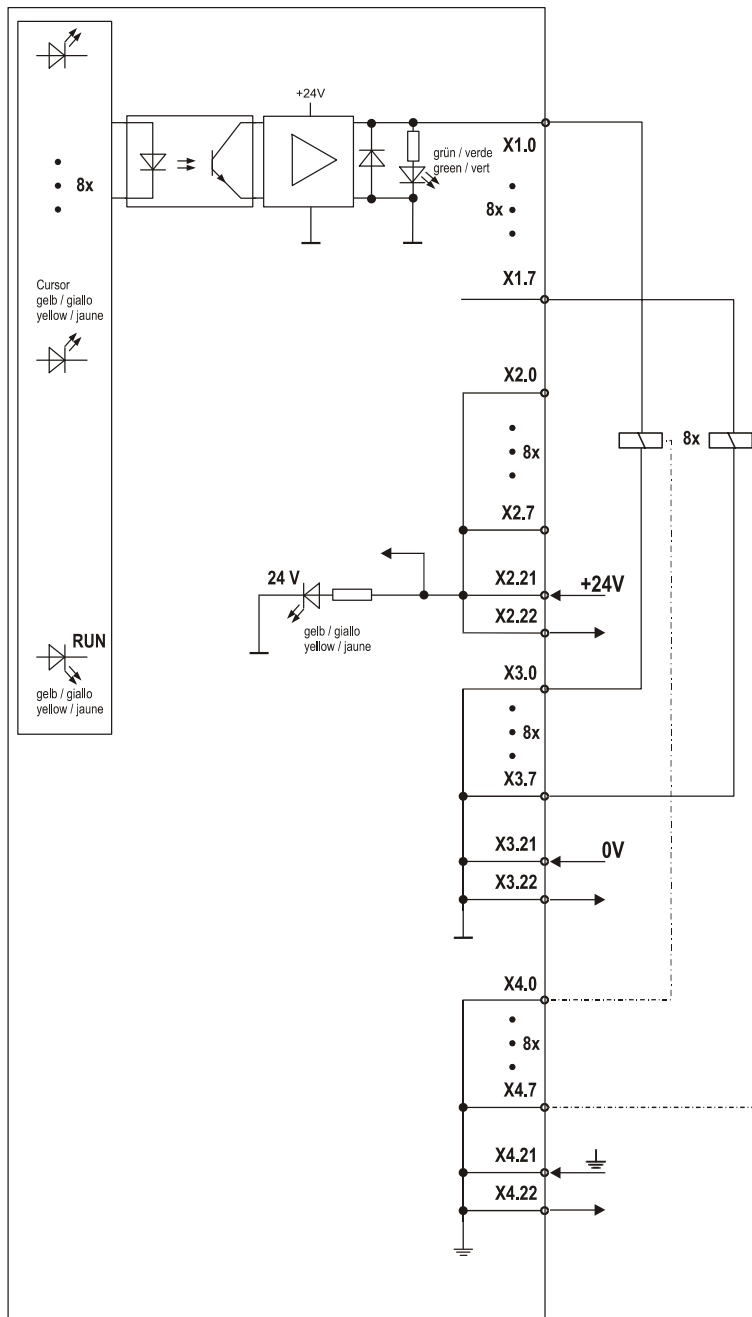 +24V
X1.0
grün / verde
green / vert
8x
8x
X1.7
Cursor
gelb / giallo
yellow / jaune
X2.0
8x
8x
X2.7
24 V
X2.21
+24V
X2.22
gelb / giallo
yellow / jaune
RUN
gelb / giallo
yellow / jaune
X3.0
8x
X3.7
X3.21
0V
X3.22
X4.0
8x
X4.7
X4.21
X4.22